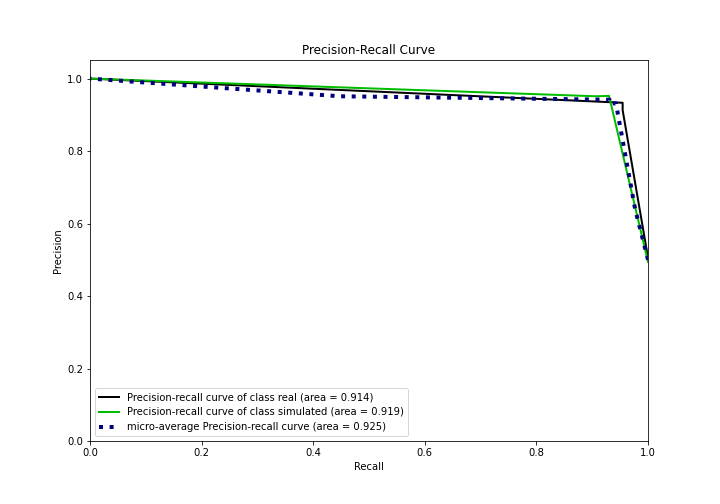 Precision-Recall Curve
1.0
0.8
0.6
0.4
0.2
0.0
Precision
Precision-recall curve of class real (area = 0.914)
Precision-recall curve of class simulated (area = 0.919)
micro-average Precision-recall curve (area = 0.925)
0.0 0.2 0.4 0.6 0.8 1.0
Recall